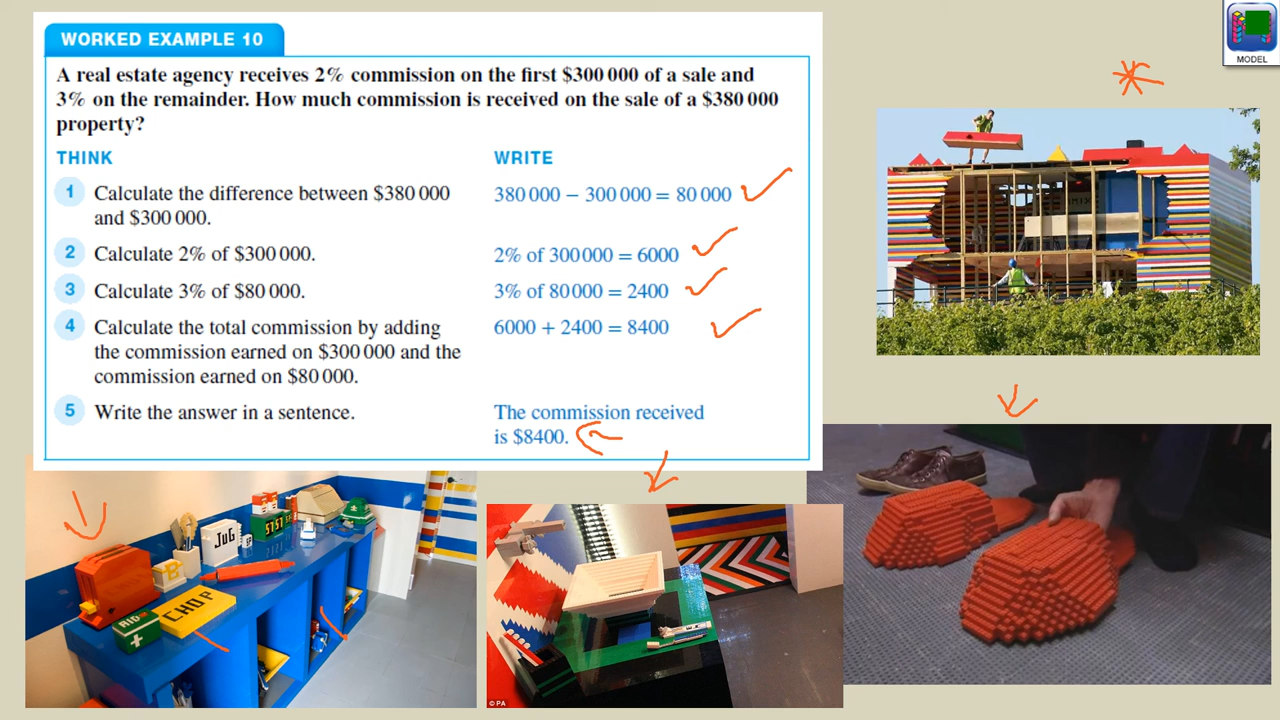 WORKED EXAMPLE 10
A real estate agency receives 2% commission on the first $300 000 of a sale and
3% on the remainder. How much commission is received on the sale of a $380 000
property?
THINK
WRITE
1 Calculate the difference between $380 000
and $300 000.
380 000 − 300 000 = 80 000
2 Calculate 2% of $300 000.
2% of 300 000 = 6000
3 Calculate 3% of $80 000.
3% of 80 000 = 2400
4 Calculate the total commission by adding
the commission earned on $300 000 and the
commission earned on $80 000.
6000 + 2400 = 8400
5 Write the answer in a sentence.
The commission received
is $8400.
MODEL
JUG
CHOP
© PA